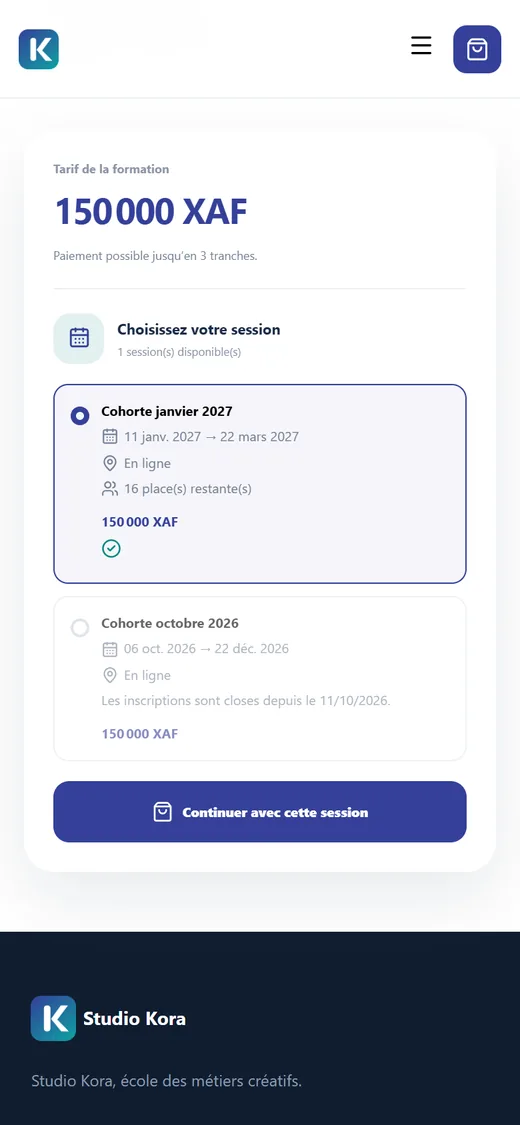 K
Tarif de la formation
150 000 XAF
Paiement possible jusqu'en 3 tranches.
Choisissez votre session
1 session(s) disponible(s)
Cohorte janvier 2027
11 janv. 2027 → 22 mars 2027
En ligne
16 place(s) restante(s)
150 000 XAF
Cohorte octobre 2026
06 oct. 2026 → 22 déc. 2026
En ligne
Les inscriptions sont closes depuis le 11/10/2026.
150 000 XAF
Continuer avec cette session
K Studio Kora
Studio Kora, école des métiers créatifs.